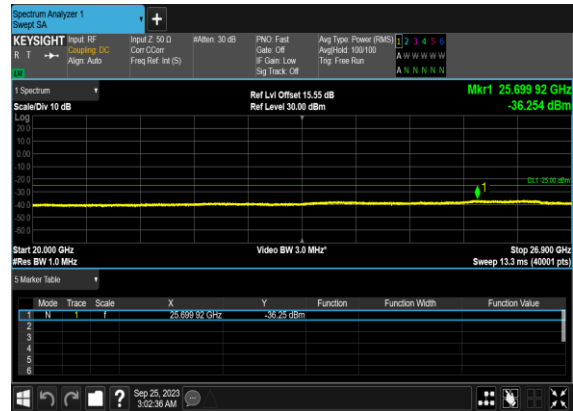 Spectrum Analyzer 1
Swept SA
+
KEYSIGHT Input: RF Input Z: 50 Ω #Atten: 30 dB PNO: Fast Avg Type: Power (RMS) 1 2 3 4 5 6
R T Coupling: DC Corr CCorr Gate: Off Avg|Hold: 100/100 A W W W W W
Align: Auto Freq Ref: Int (S) IF Gain: Low Trig: Free Run
Sig Track: Off A N N N N N
1 Spectrum Ref Lvl Offset 15.55 dB Mkr1 25.699 92 GHz
Scale/Div 10 dB Ref Level 30.00 dBm -36.254 dBm
Log
20.0
10.0
0.00
-10.0
-20.0
DL1 -25.00 dBm
-30.0
1
-40.0
-50.0
-60.0
Start 20.000 GHz Video BW 3.0 MHz* Stop 26.900 GHz
#Res BW 1.0 MHz Sweep 13.3 ms (40001 pts)
5 Marker Table
Mode Trace Scale X Y Function Function Width Function Value
1 N 1 f 25.699 92 GHz -36.25 dBm
2
3
4
5
6
? Sep 25, 2023
3:02:36 AM